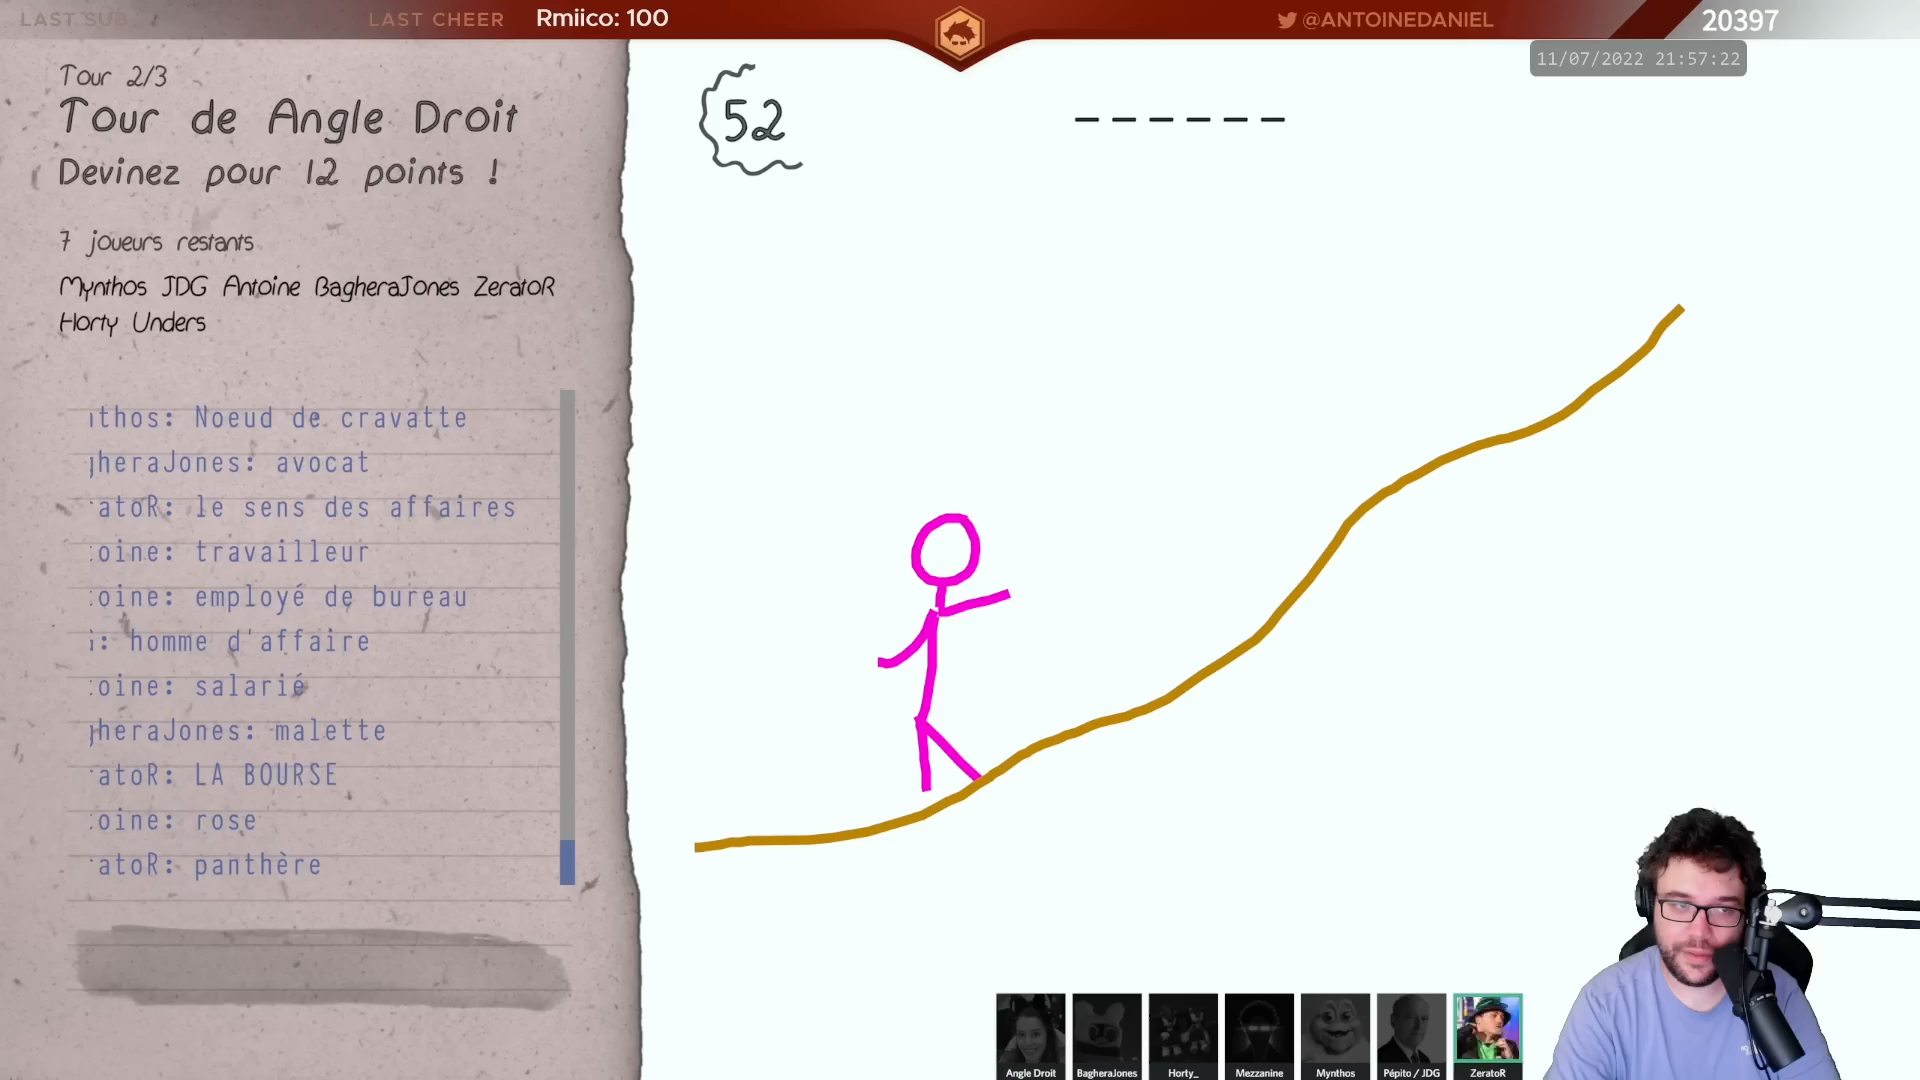 LAST SUB
LAST CHEER
Rmiico: 100
@ANTOINEDANIEL
20397
11/07/2022 21:57:22
Tour 2/3
Tour de Angle Droit
Devinez pour 12 points !
7 joueurs restants
Mynthos JDG Antoine BagheraJones ZeratoR
Horty Unders
52
thos: Noeud de cravatte
heraJones: avocat
atoR: le sens des affaires
oine: travailleur
oine: employé de bureau
: homme d'affaire
oine: salarié
heraJones: malette
atoR: LA BOURSE
oine: rose
atoR: panthère
Angle Droit
BagheraJones
Horty_
Mezzanine
Mynthos
Pépito / JDG
ZeratoR